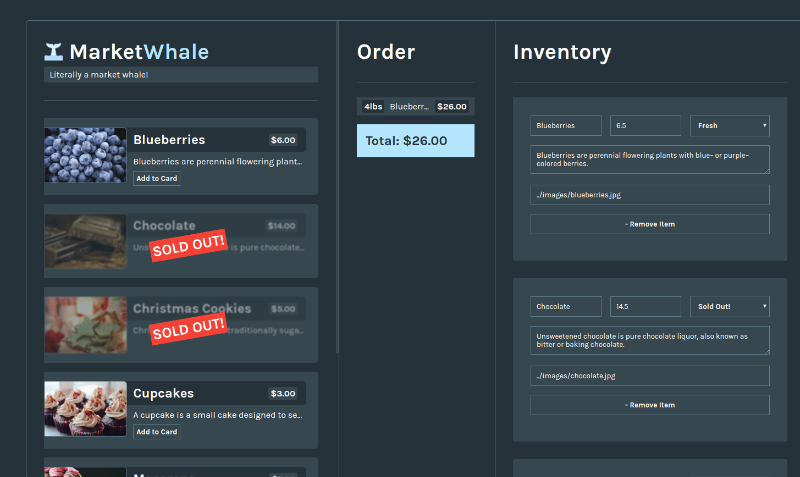 MarketWhale
Literally a market whale!
Blueberries $6.00
Blueberries are perennial flowering plant...
Add to Card
Chocolate $14.00
is pure chocolate...
SOLD OUT!
Christmas Cookies $5.00
traditionally suga...
SOLD OUT!
Cupcakes $3.00
A cupcake is a small cake designed to se...
Add to Card
Order
4lbs Blueberr... $26.00
Total: $26.00
Inventory
Blueberries 6.5 Fresh
Blueberries are perennial flowering plants with blue- or purple-
colored berries.
./images/blueberries.jpg
- Remove Item
Chocolate 14.5 Sold Out!
Unsweetened chocolate is pure chocolate liquor, also known as
bitter or baking chocolate.
./images/chocolate.jpg
- Remove Item